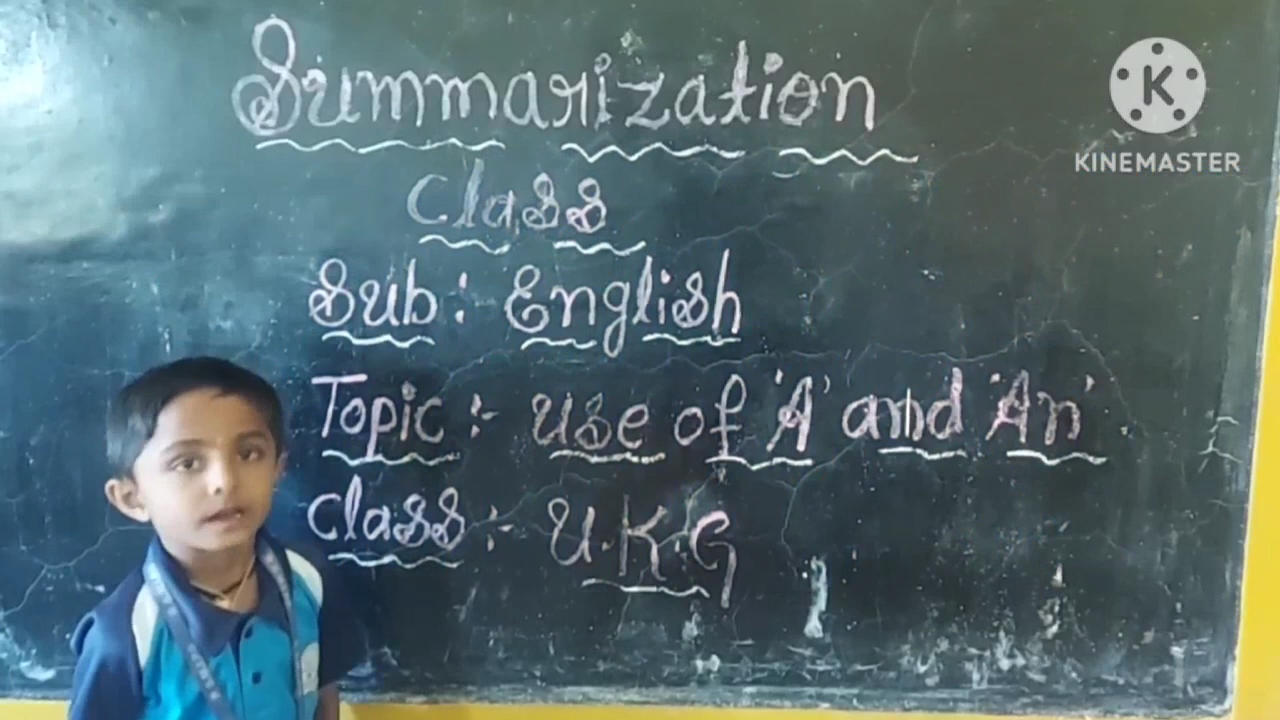 Summarization
Class
Sub: English
Topic :- Use of 'A' and 'An'
Class :- U.K.G
K
KINEMASTER